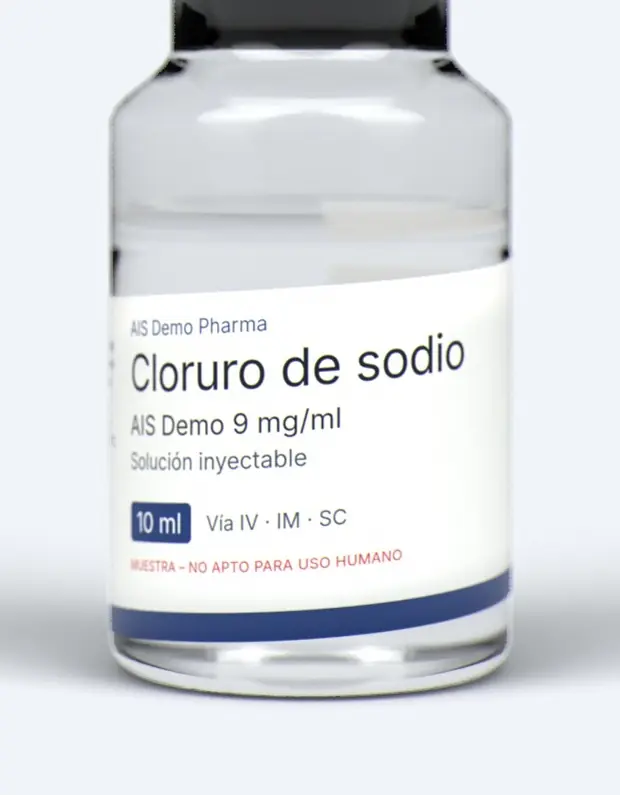 AIS Demo Pharma
Cloruro de sodio
AIS Demo 9 mg/ml
Solución inyectable
10 ml
Vía IV · IM · SC
MUESTRA – NO APTO PARA USO HUMANO